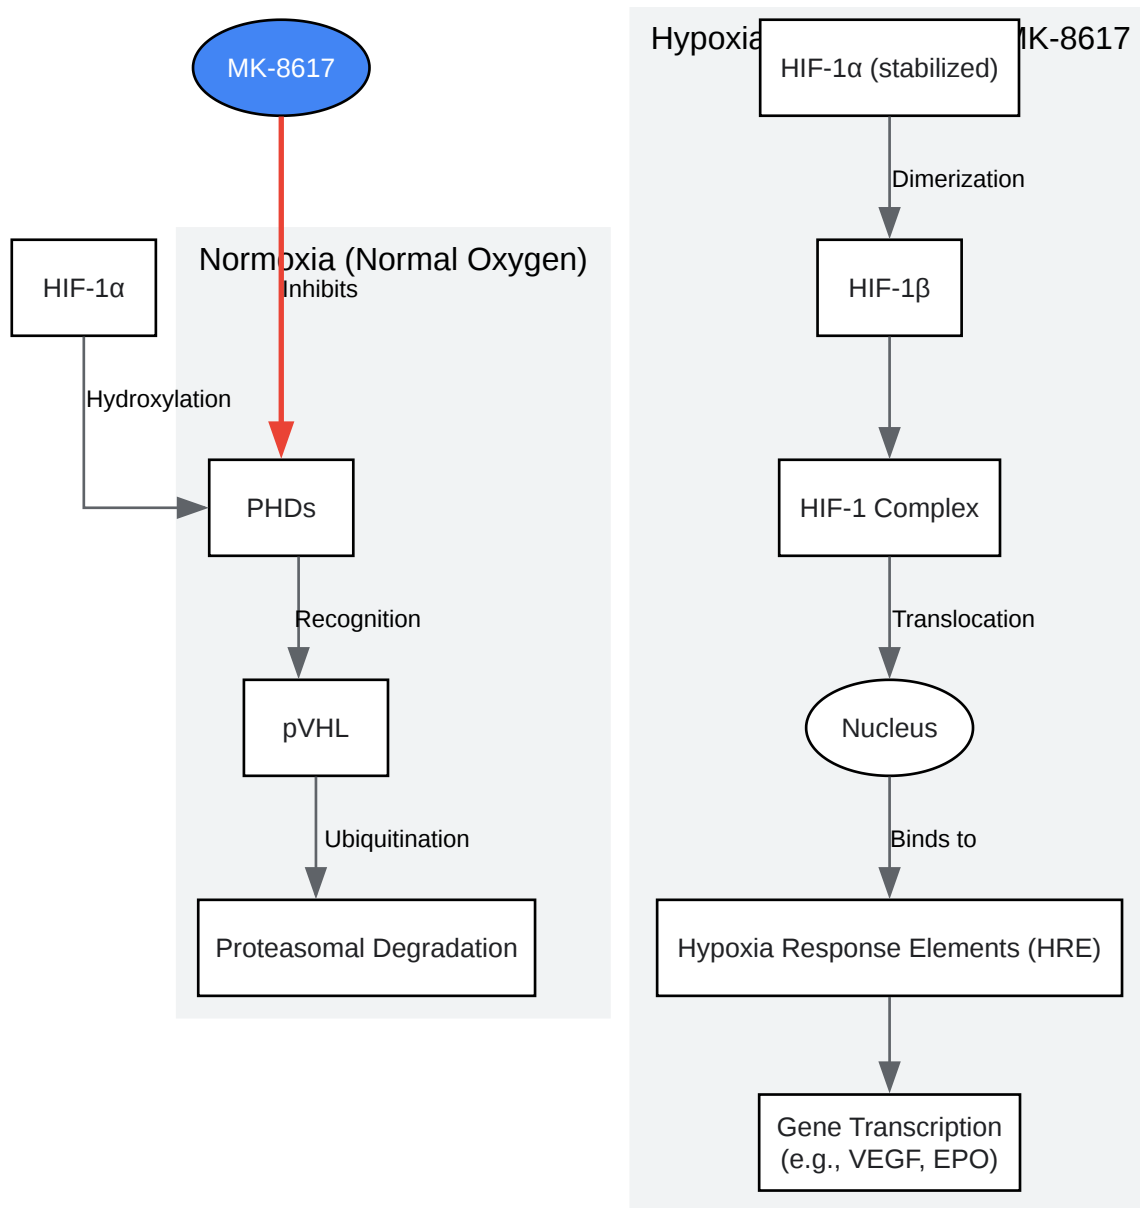 MK-8617
Normoxia (Normal Oxygen)
Inhibits
HIF-1α
Hydroxylation
PHDs
Recognition
pVHL
Ubiquitination
Proteasomal Degradation
Hypoxia MK-8617
HIF-1α (stabilized)
Dimerization
HIF-1β
HIF-1 Complex
Translocation
Nucleus
Binds to
Hypoxia Response Elements (HRE)
Gene Transcription
(e.g., VEGF, EPO)